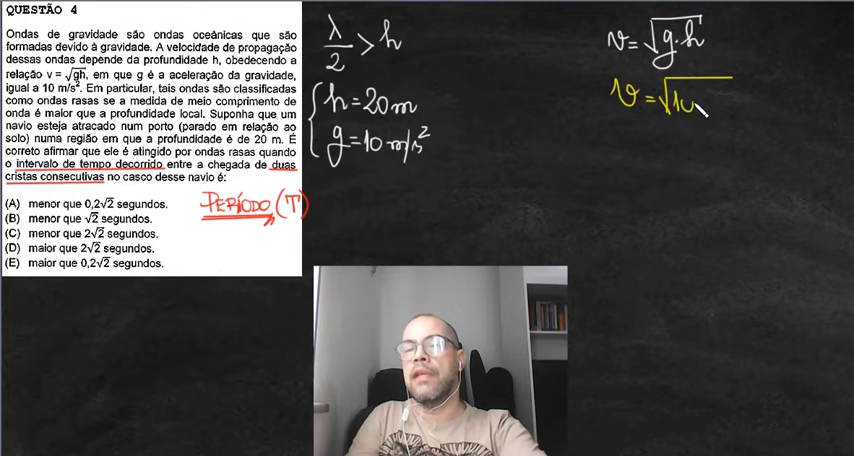 QUESTÃO 4
Ondas de gravidade são ondas oceânicas que são
formadas devido à gravidade. A velocidade de propagação
dessas ondas depende da profundidade h, obedecendo a
relação v = √gh, em que g é a aceleração da gravidade,
igual a 10 m/s². Em particular, tais ondas são classificadas
como ondas rasas se a medida de meio comprimento de
onda é maior que a profundidade local. Suponha que um
navio esteja atracado num porto (parado em relação ao
solo) numa região em que a profundidade é de 20 m. É
correto afirmar que ele é atingido por ondas rasas quando
o intervalo de tempo decorrido entre a chegada de duas
cristas consecutivas no casco desse navio é:
(A) menor que 0,2√2 segundos.
(B) menor que √2 segundos.
(C) menor que 2√2 segundos.
(D) maior que 2√2 segundos.
(E) maior que 0,2√2 segundos.
PERÍODO (T)
λ/2 > h
h = 20 m
g = 10 m/s²
v = √g.h
v = √10